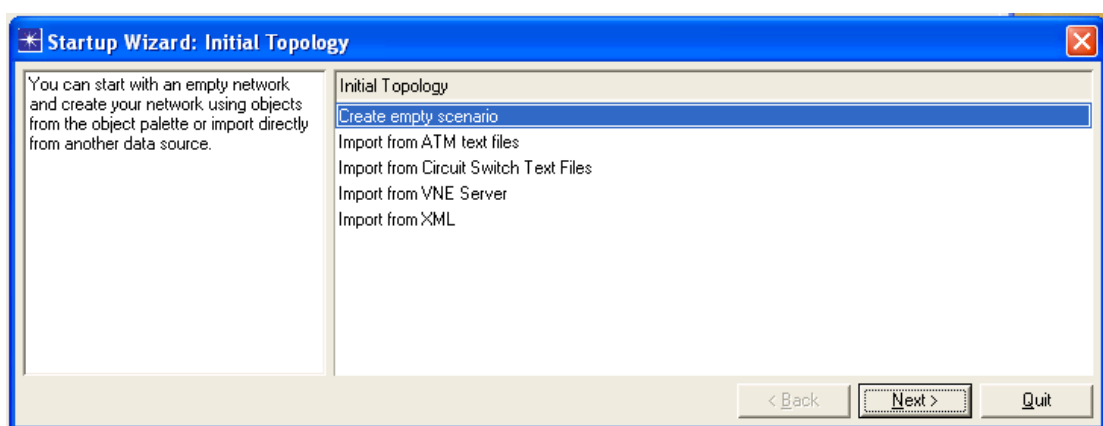 Startup Wizard: Initial Topology
You can start with an empty network
and create your network using objects
from the object palette or import directly
from another data source.
Initial Topology
Create empty scenario
Import from ATM text files
Import from Circuit Switch Text Files
Import from VNE Server
Import from XML
< Back
Next >
Quit